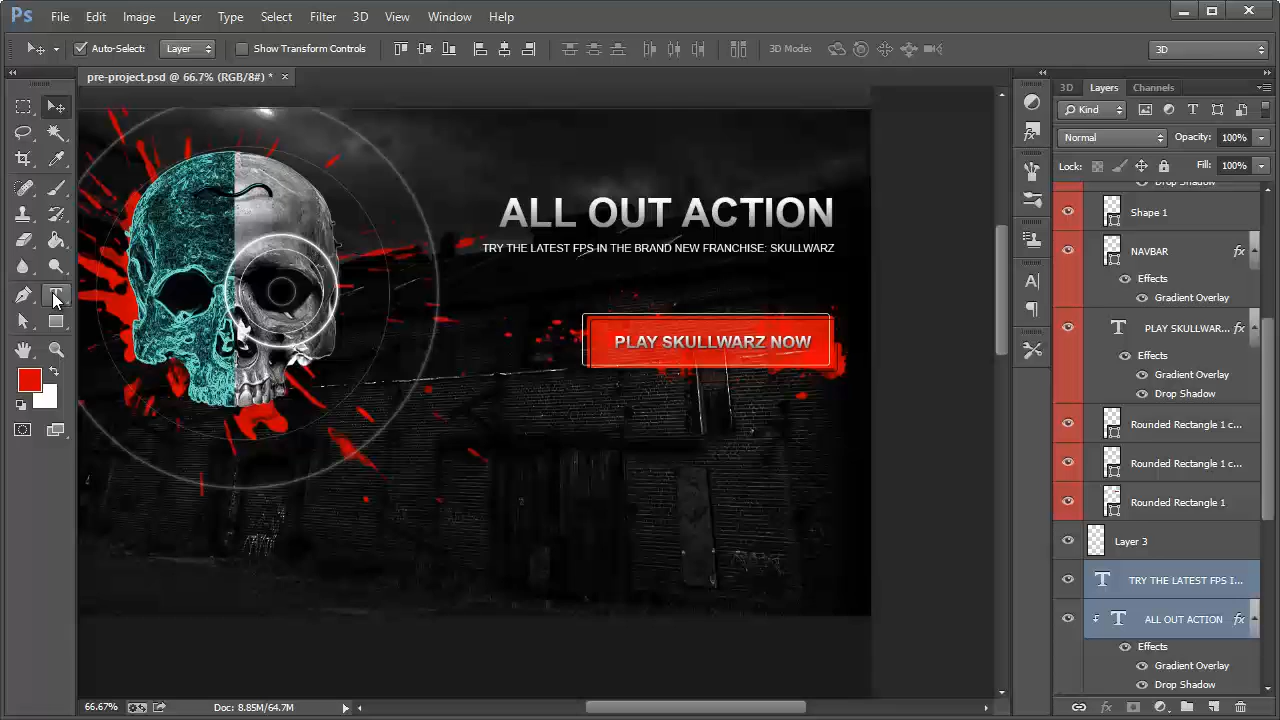 Ps File Edit Image Layer Type Select Filter 3D View Window Help
Auto-Select: Layer Show Transform Controls 3D Mode: 3D
pre-project.psd @ 66.7% (RGB/8#) *
3D Layers Channels
Kind
Normal Opacity: 100%
Lock: Fill: 100%
Drop Shadow
Shape 1
NAVBAR fx
Effects
Gradient Overlay
PLAY SKULLWAR... fx
Effects
Gradient Overlay
Drop Shadow
Rounded Rectangle 1 c...
Rounded Rectangle 1 c...
Rounded Rectangle 1
Layer 3
TRY THE LATEST FPS I...
ALL OUT ACTION fx
Effects
Gradient Overlay
Drop Shadow
ALL OUT ACTION
TRY THE LATEST FPS IN THE BRAND NEW FRANCHISE: SKULLWARZ
PLAY SKULLWARZ NOW
66.67% Doc: 8.85M/64.7M